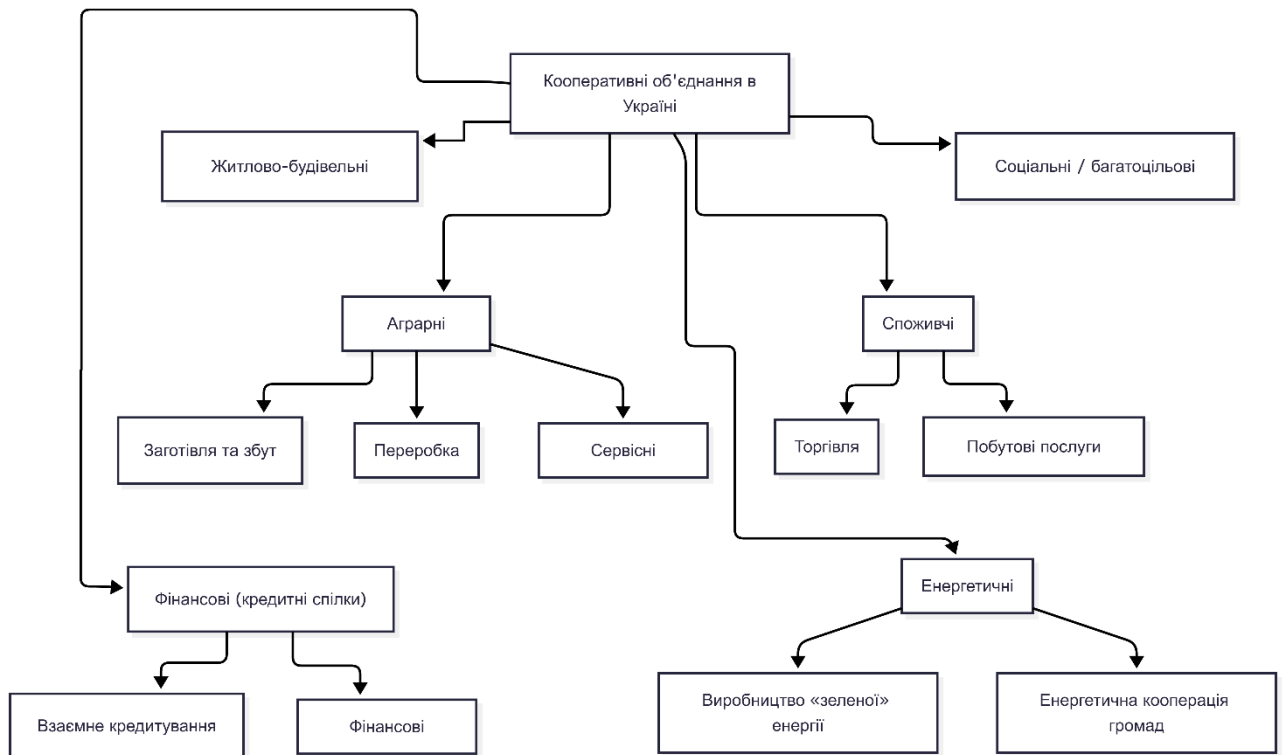 Кооперативні об'єднання в
Україні
Житлово-будівельні
Соціальні / багатоцільові
Аграрні
Споживчі
Заготівля та збут
Переробка
Сервісні
Торгівля
Побутові послуги
Фінансові (кредитні спілки)
Енергетичні
Взаємне кредитування
Фінансові
Виробництво «зеленої»
енергії
Енергетична кооперація
громад